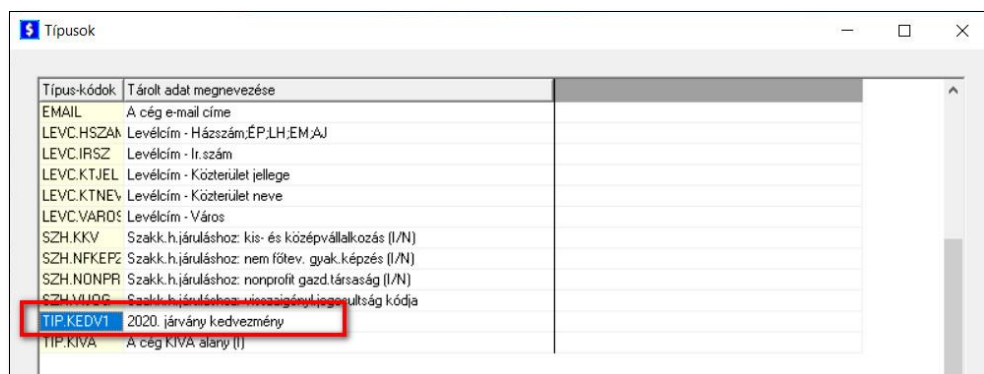 Típusok
Típus-kódok Tárolt adat megnevezése
EMAIL A cég e-mail címe
LEVC.HSZAM Levélcím - Házszám;ÉP;LH;EM;AJ
LEVC.IRSZ Levélcím - Ir.szám
LEVC.KTJEL Levélcím - Közterület jellege
LEVC.KTNEV Levélcím - Közterület neve
LEVC.VAROS Levélcím - Város
SZH.KKV Szakk.h.járuláshoz: kis- és középvállalkozás (I/N)
SZH.NFKEPZ Szakk.h.járuláshoz: nem főtev. gyak.képzés (I/N)
SZH.NONPR Szakk.h.járuláshoz: nonprofit gazd.társaság (I/N)
SZH.VIJOG Szakk.h.járuláshoz: visszaigényl.jogosultság kódja
TIP.KEDV1 2020. járvány kedvezmény
TIP.KIVA A cég KIVA alany (I)